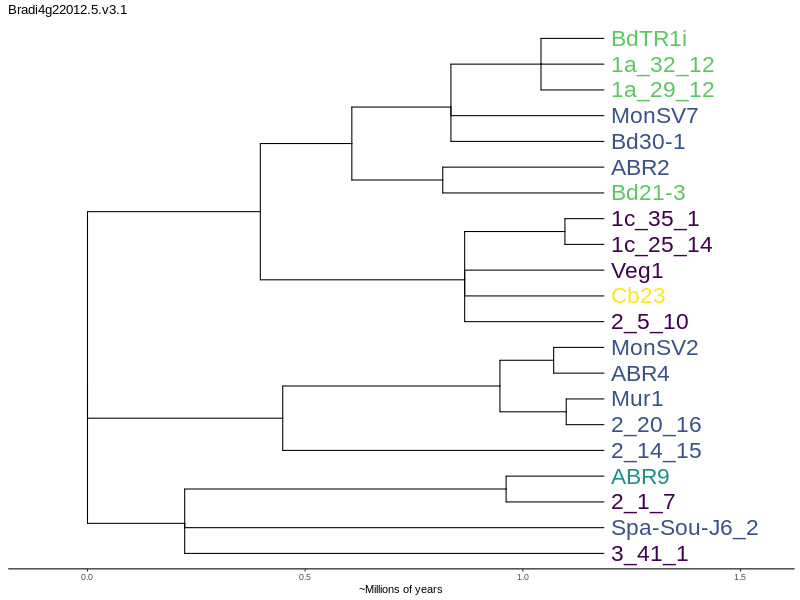 Bradi4g22012.5.v3.1
BdTR1i
1a_32_12
1a_29_12
MonSV7
Bd30-1
ABR2
Bd21-3
1c_35_1
1c_25_14
Veg1
Cb23
2_5_10
MonSV2
ABR4
Mur1
2_20_16
2_14_15
ABR9
2_1_7
Spa-Sou-J6_2
3_41_1
0.0 0.5 1.0 1.5
~Millions of years